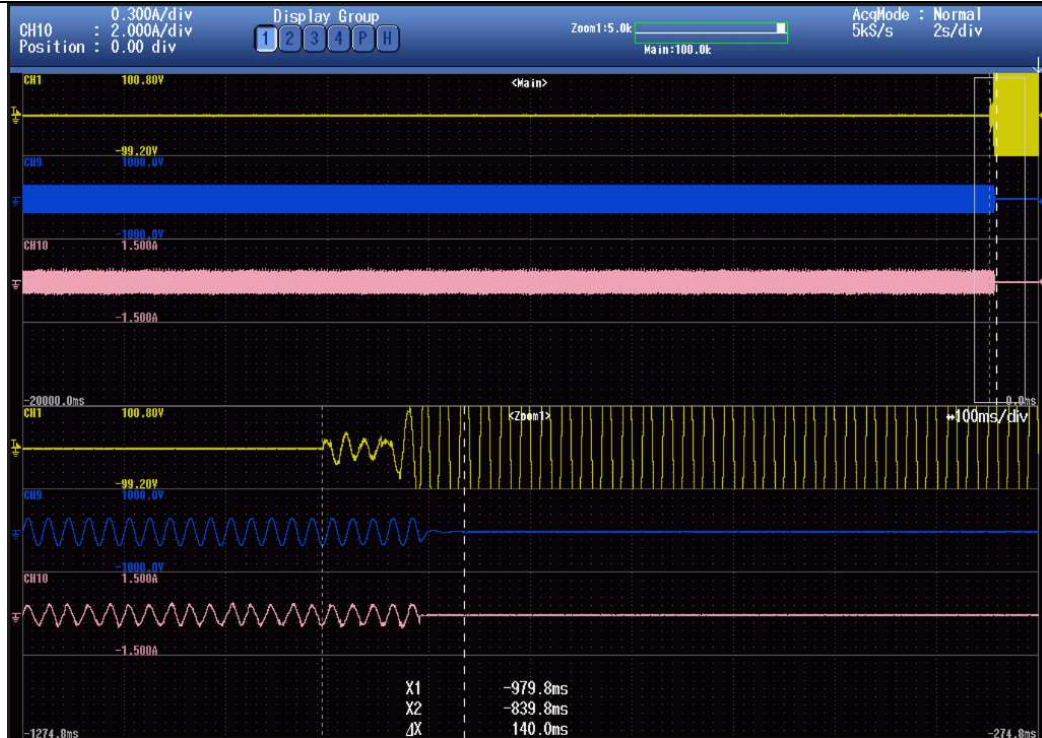 0.300A/div
CH10 : 2.000A/div
Position : 0.00 div
Display Group
1 2 3 4 P H
Zoom1:5.0k
Main:100.0k
AcqMode : Normal
5kS/s 2s/div
CH1 100.80V
<Main>
-99.20V
CH9 1000.0V
-1000.0V
CH10 1.500A
-1.500A
-20000.0ms
0.0ms
CH1 100.80V
<Zoom1>
↔100ms/div
-99.20V
CH9 1000.0V
-1000.0V
CH10 1.500A
-1.500A
X1 -979.8ms
X2 -839.8ms
ΔX 140.0ms
-1274.8ms
-274.8ms